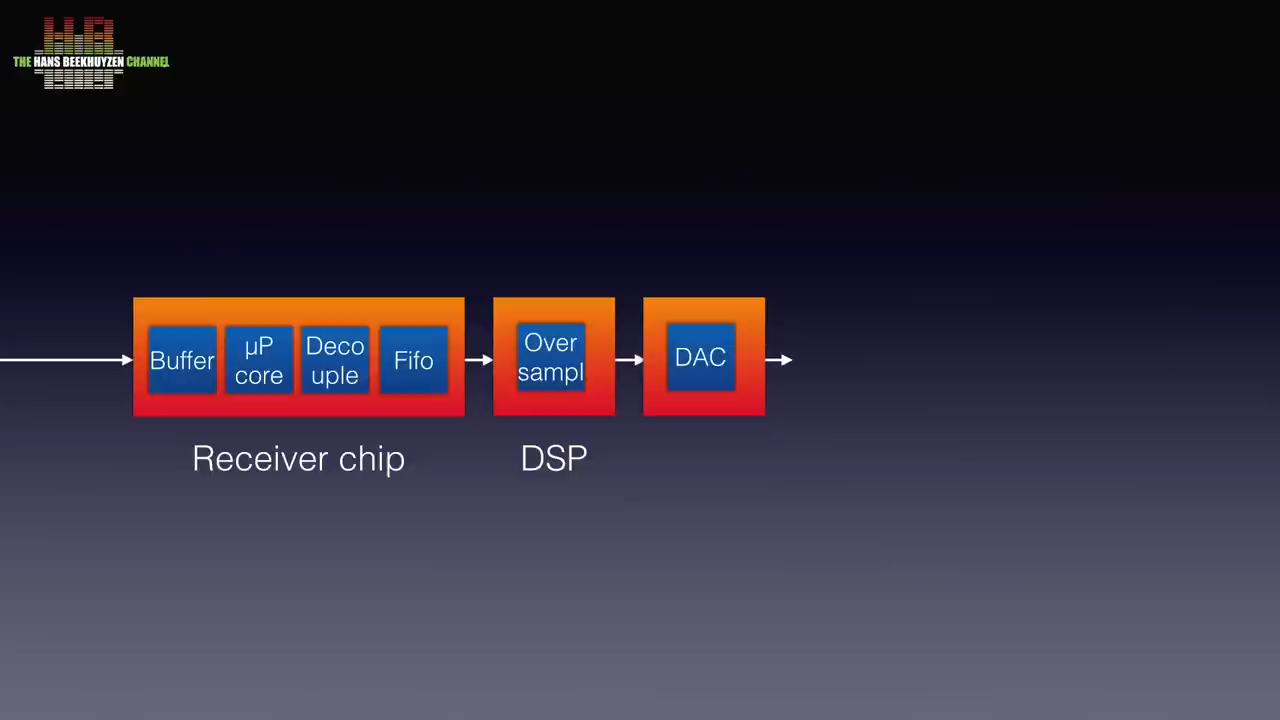 THE HANS BEEKHUYZEN CHANNEL
Buffer
µP
core
Deco
uple
Fifo
Over
sampl
DAC
Receiver chip
DSP